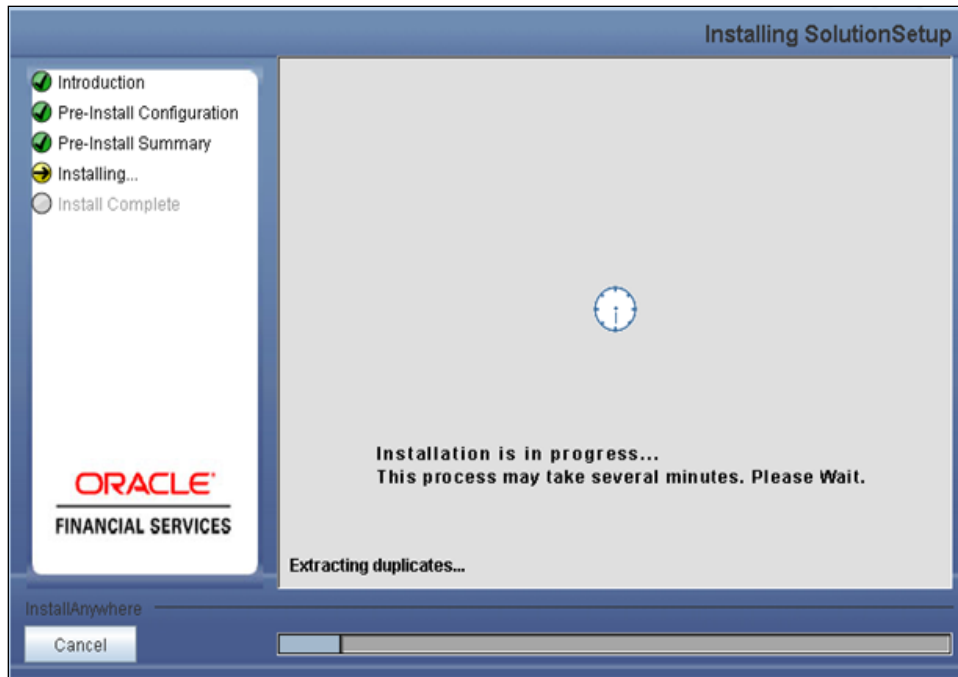 Installing SolutionSetup
Introduction
Pre-Install Configuration
Pre-Install Summary
Installing...
Install Complete
ORACLE
FINANCIAL SERVICES
Installation is in progress...
This process may take several minutes. Please Wait.
Extracting duplicates...
InstallAnywhere
Cancel